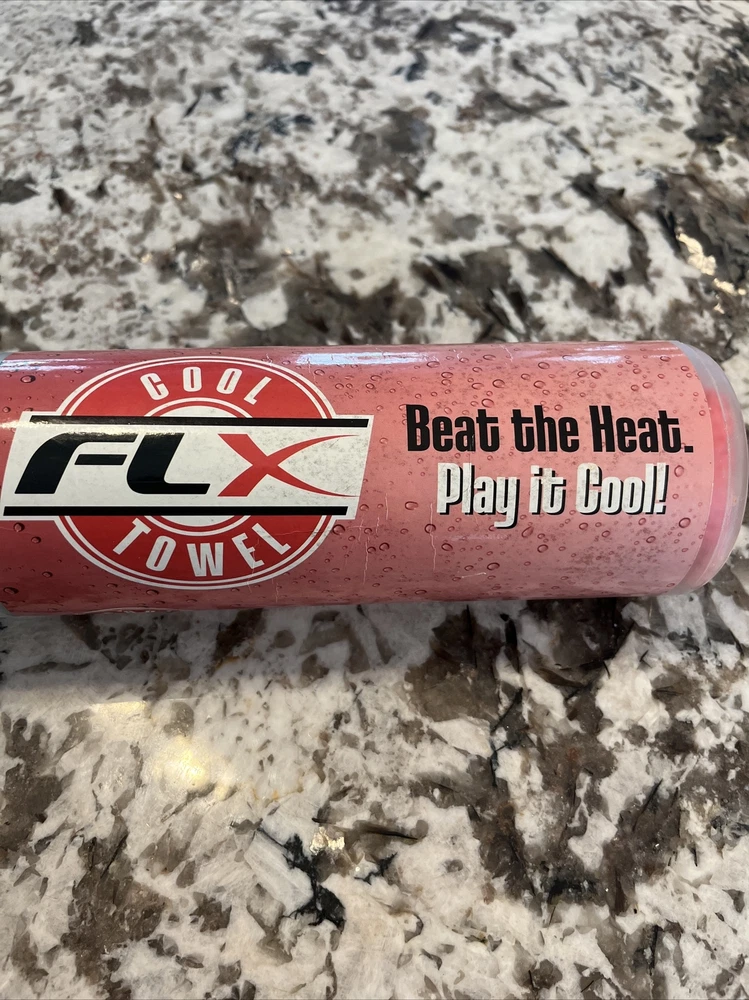 COOL
FLX
TOWEL
Beat the Heat.
Play it Cool!